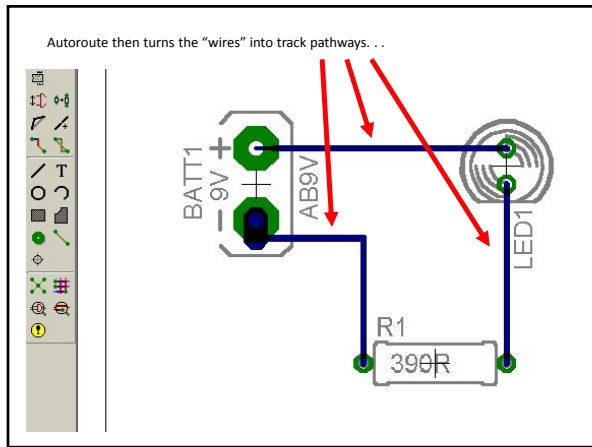 Autoroute then turns the “wires” into track pathways. . .
T
BATT1
9V
+
-
AB9V
LED1
R1
390R